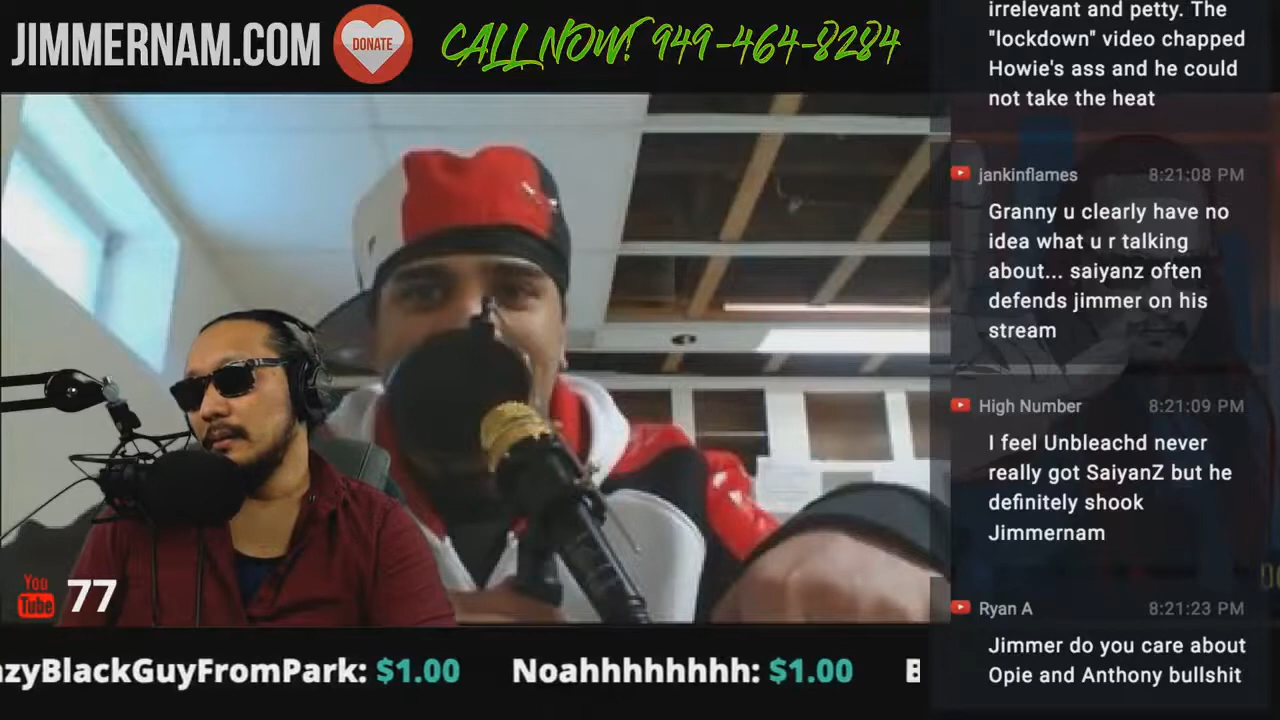 JIMMERNAM.COM DONATE CALL NOW! 949-464-8284
irrelevant and petty. The
"lockdown" video chapped
Howie's ass and he could
not take the heat
jankinflames 8:21:08 PM
Granny u clearly have no
idea what u r talking
about... saiyanz often
defends jimmer on his
stream
High Number 8:21:09 PM
I feel Unbleachd never
really got SaiyanZ but he
definitely shook
Jimmernam
Ryan A 8:21:23 PM
Jimmer do you care about
Opie and Anthony bullshit
You
Tube 77
azyBlackGuyFromPark: $1.00 Noahhhhhhhhh: $1.00 B